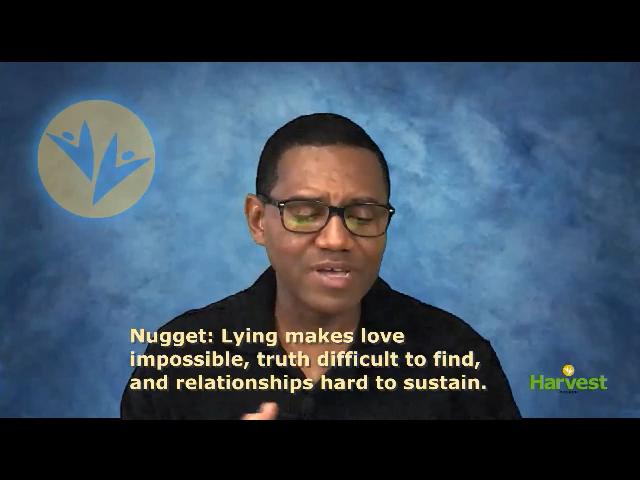 Nugget: Lying makes love
impossible, truth difficult to find,
and relationships hard to sustain.
Harvest